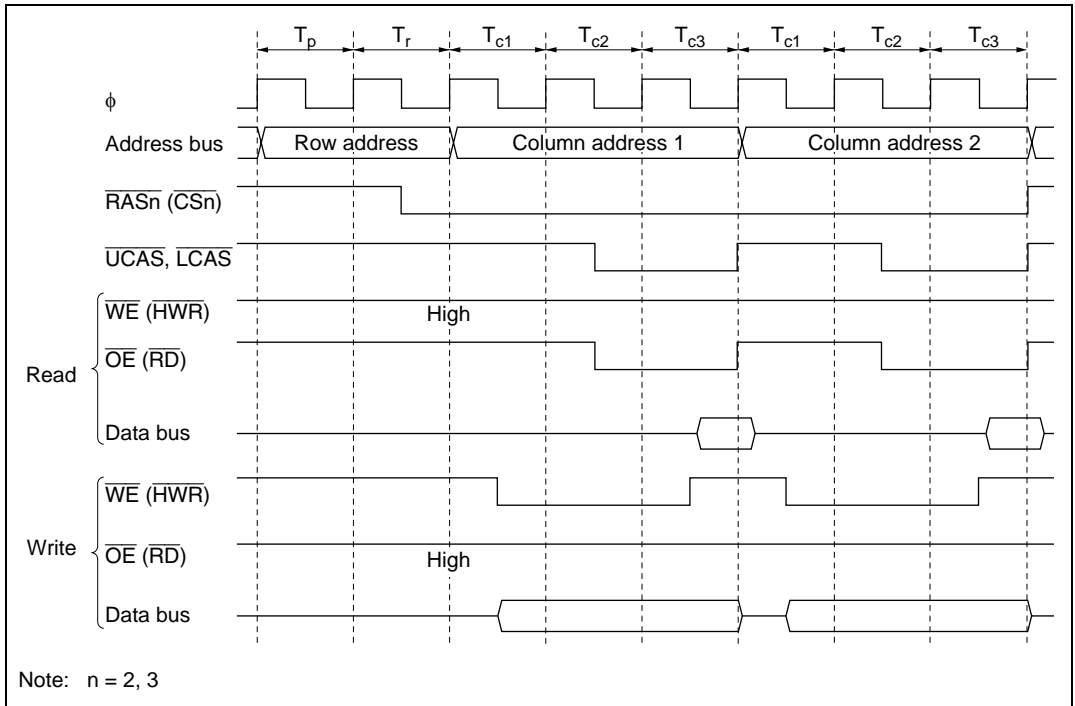 Tp Tr Tc1 Tc2 Tc3 Tc1 Tc2 Tc3
ϕ
Address bus Row address Column address 1 Column address 2
RASn (CSn)
UCAS, LCAS
WE (HWR) High
Read OE (RD)
Data bus
WE (HWR)
Write OE (RD) High
Data bus
Note: n = 2, 3